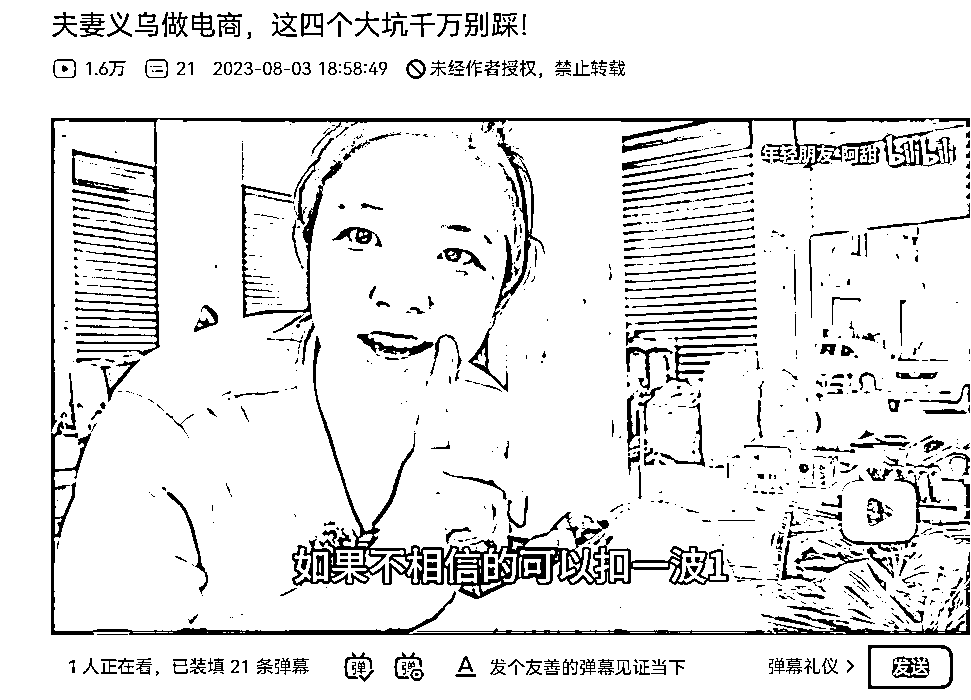 夫妻义乌做电商，这四个大坑千万别踩！
1.6万 21 2023-08-03 18:58:49 未经作者授权，禁止转载
年轻朋友阿甜 bilibili
如果不相信的可以扣一波1
1 人正在看，已装填 21 条弹幕 弹 弹 A 发个友善的弹幕见证当下 弹幕礼仪 > 发送